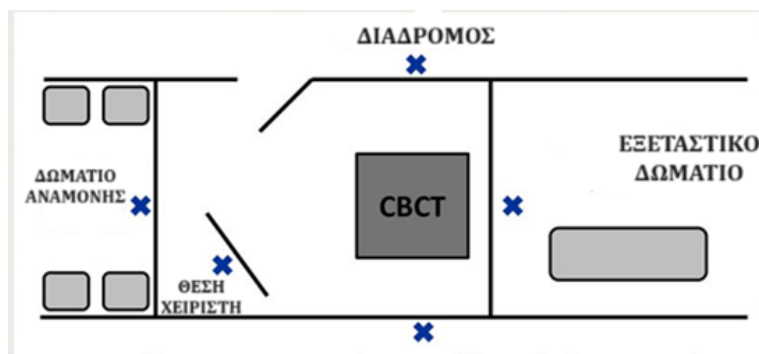 ΔΙΑΔΡΟΜΟΣ
ΕΞΕΤΑΣΤΙΚΟ
ΔΩΜΑΤΙΟ
ΔΩΜΑΤΙΟ
ΑΝΑΜΟΝΗΣ
CBCT
ΘΕΣΗ
ΧΕΙΡΙΣΤΗ